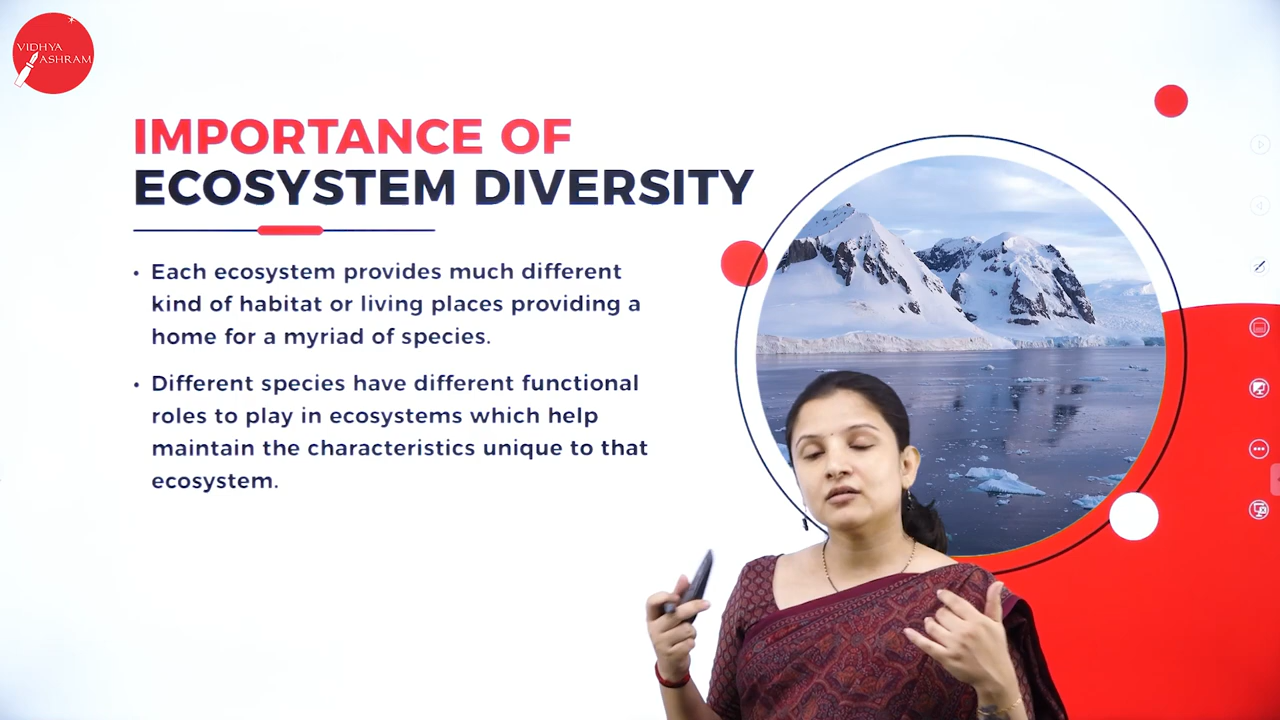 VIDHYA
ASHRAM
IMPORTANCE OF
ECOSYSTEM DIVERSITY
• Each ecosystem provides much different
kind of habitat or living places providing a
home for a myriad of species.
• Different species have different functional
roles to play in ecosystems which help
maintain the characteristics unique to that
ecosystem.